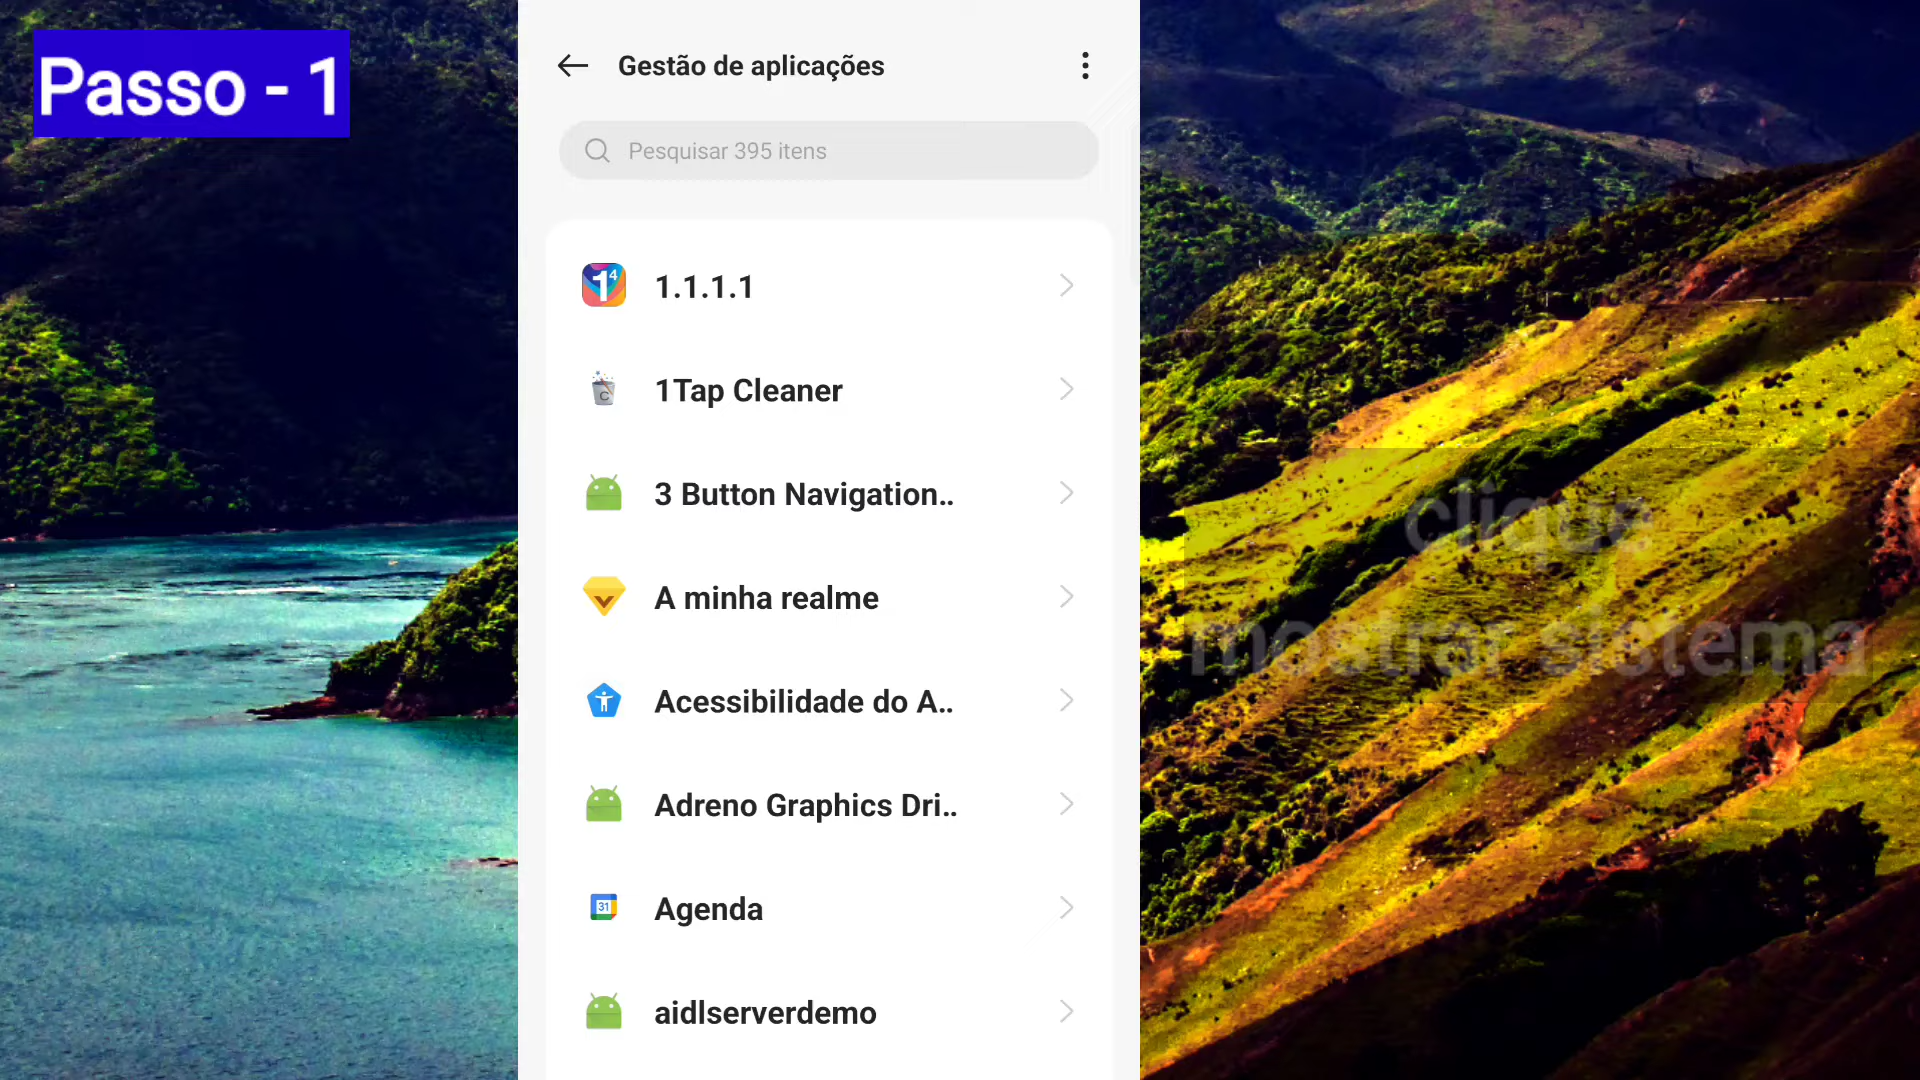 Passo - 1
Gestão de aplicações
Pesquisar 395 itens
1.1.1.1
1Tap Cleaner
3 Button Navigation..
A minha realme
Acessibilidade do A..
Adreno Graphics Dri..
31
Agenda
aidlserverdemo
clique
mostrar sistema